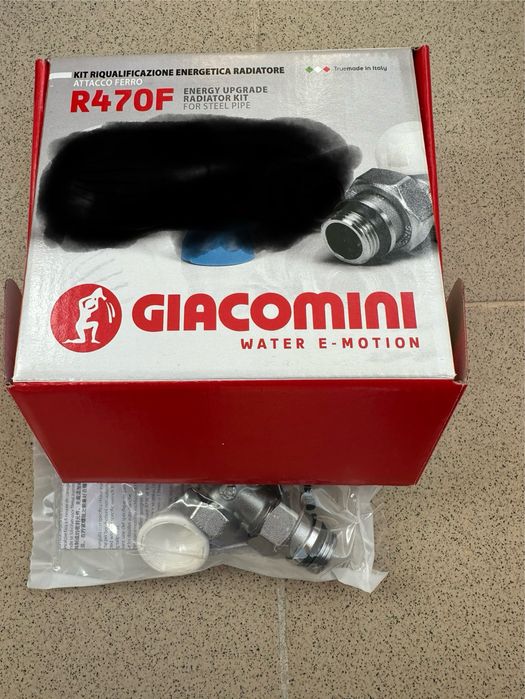 KIT RIQUALIFICAZIONE ENERGETICA RADIATORE
ATTACCO FERRO
Truemade in Italy
R470F
ENERGY UPGRADE
RADIATOR KIT
FOR STEEL PIPE
GIACOMINI
WATER E-MOTION